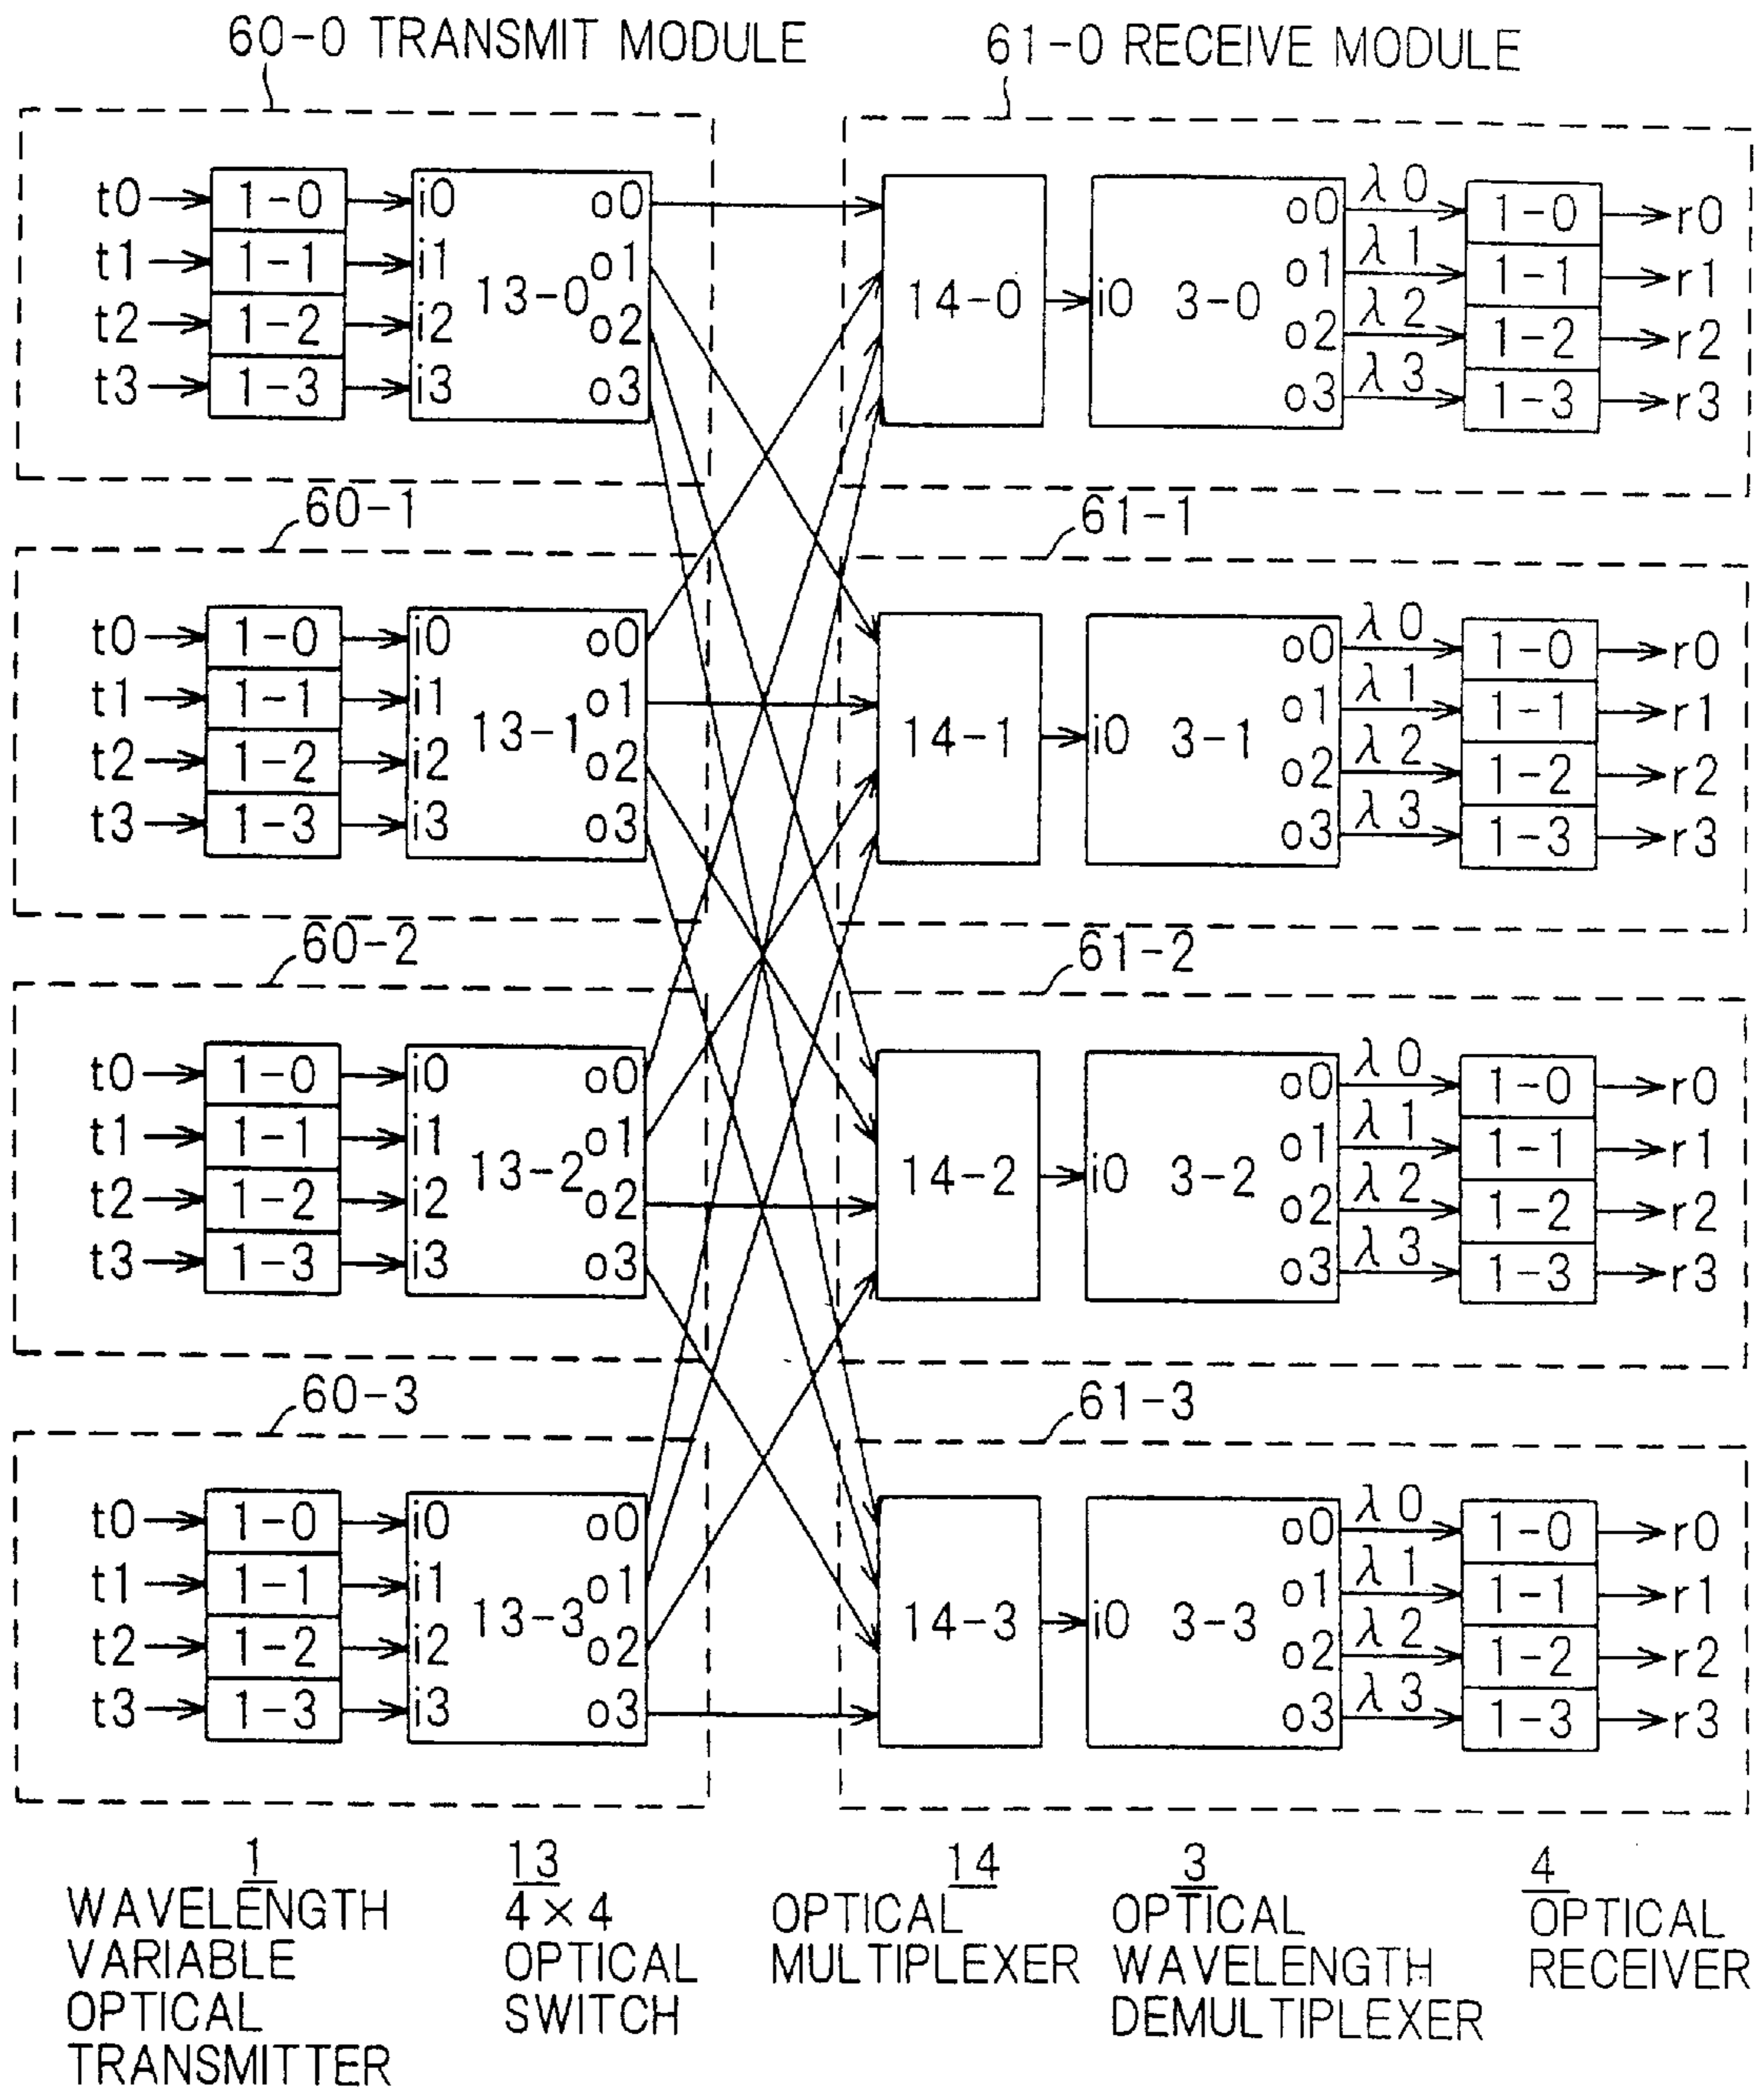 60-0 TRANSMIT MODULE 61-0 RECEIVE MODULE
t0 1-0 i0 o0 o0 λ0 1-0 r0
t1 1-1 i1 o1 o1 λ1 1-1 r1
13-0 14-0 i0 3-0
t2 1-2 i2 o2 o2 λ2 1-2 r2
t3 1-3 i3 o3 o3 λ3 1-3 r3
60-1 61-1
t0 1-0 i0 o0 o0 λ0 1-0 r0
t1 1-1 i1 o1 o1 λ1 1-1 r1
13-1 14-1 i0 3-1
t2 1-2 i2 o2 o2 λ2 1-2 r2
t3 1-3 i3 o3 o3 λ3 1-3 r3
60-2 61-2
t0 1-0 i0 o0 o0 λ0 1-0 r0
t1 1-1 i1 o1 o1 λ1 1-1 r1
13-2 14-2 i0 3-2
t2 1-2 i2 o2 o2 λ2 1-2 r2
t3 1-3 i3 o3 o3 λ3 1-3 r3
60-3 61-3
t0 1-0 i0 o0 o0 λ0 1-0 r0
t1 1-1 i1 o1 o1 λ1 1-1 r1
13-3 14-3 i0 3-3
t2 1-2 i2 o2 o2 λ2 1-2 r2
t3 1-3 i3 o3 o3 λ3 1-3 r3
1
WAVELENGTH
VARIABLE
OPTICAL
TRANSMITTER
13
4×4
OPTICAL
SWITCH
14
OPTICAL
MULTIPLEXER
3
OPTICAL
WAVELENGTH
DEMULTIPLEXER
4
OPTICAL
RECEIVER